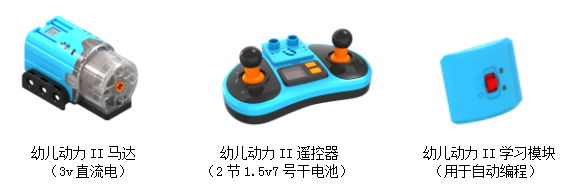 幼儿动力 II 马达
（3v 直流电）
幼儿动力 II 遥控器
（2 节 1.5v7 号干电池）
幼儿动力 II 学习模块
（用于自动编程）